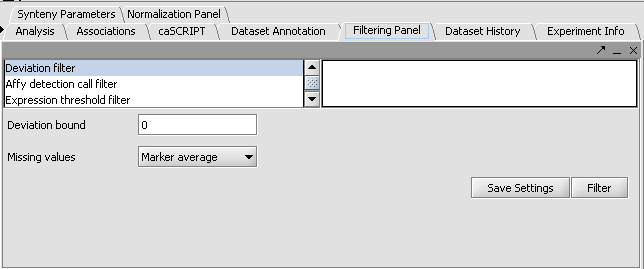 Synteny Parameters Normalization Panel
Analysis Associations caSCRIPT Dataset Annotation Filtering Panel Dataset History Experiment Info
Deviation filter
Affy detection call filter
Expression threshold filter
Deviation bound 0
Missing values Marker average
Save Settings Filter